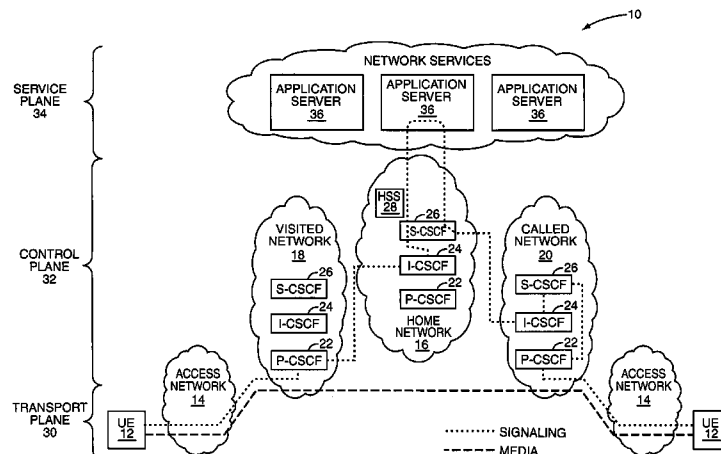 10
NETWORK SERVICES
SERVICE
PLANE
34
APPLICATION
SERVER
36
APPLICATION
SERVER
36
APPLICATION
SERVER
36
CONTROL
PLANE
32
HSS
28
26
S-CSCF
24
I-CSCF
22
P-CSCF
HOME
NETWORK
16
VISITED
NETWORK
18
26
S-CSCF
24
I-CSCF
22
P-CSCF
CALLED
NETWORK
20
26
S-CSCF
24
I-CSCF
22
P-CSCF
ACCESS
NETWORK
14
ACCESS
NETWORK
14
TRANSPORT
PLANE
30
UE
12
UE
12
SIGNALING
MEDIA